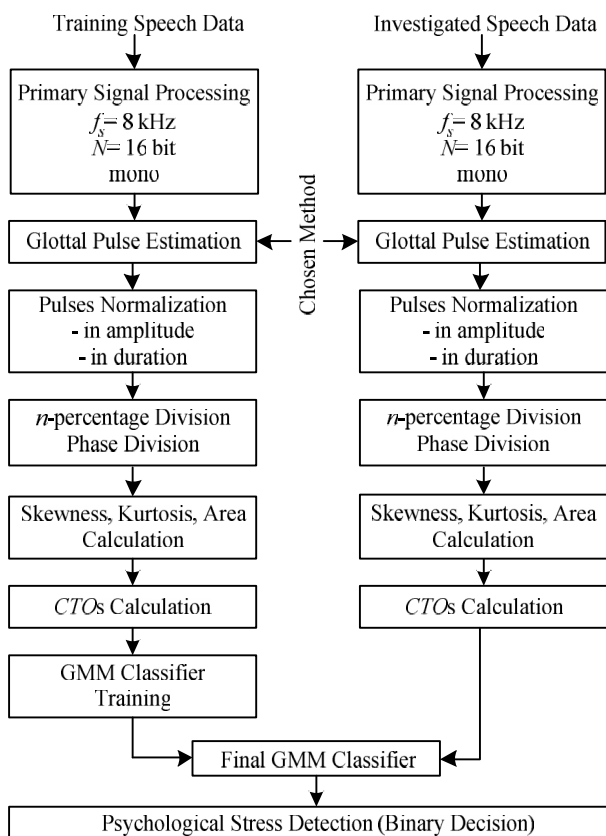 Training Speech Data
Primary Signal Processing
fs= 8 kHz
N= 16 bit
mono
Glottal Pulse Estimation
Pulses Normalization
- in amplitude
- in duration
n-percentage Division
Phase Division
Skewness, Kurtosis, Area
Calculation
CTOs Calculation
GMM Classifier
Training
Chosen Method
Investigated Speech Data
Primary Signal Processing
fs= 8 kHz
N= 16 bit
mono
Glottal Pulse Estimation
Pulses Normalization
- in amplitude
- in duration
n-percentage Division
Phase Division
Skewness, Kurtosis, Area
Calculation
CTOs Calculation
Final GMM Classifier
Psychological Stress Detection (Binary Decision)